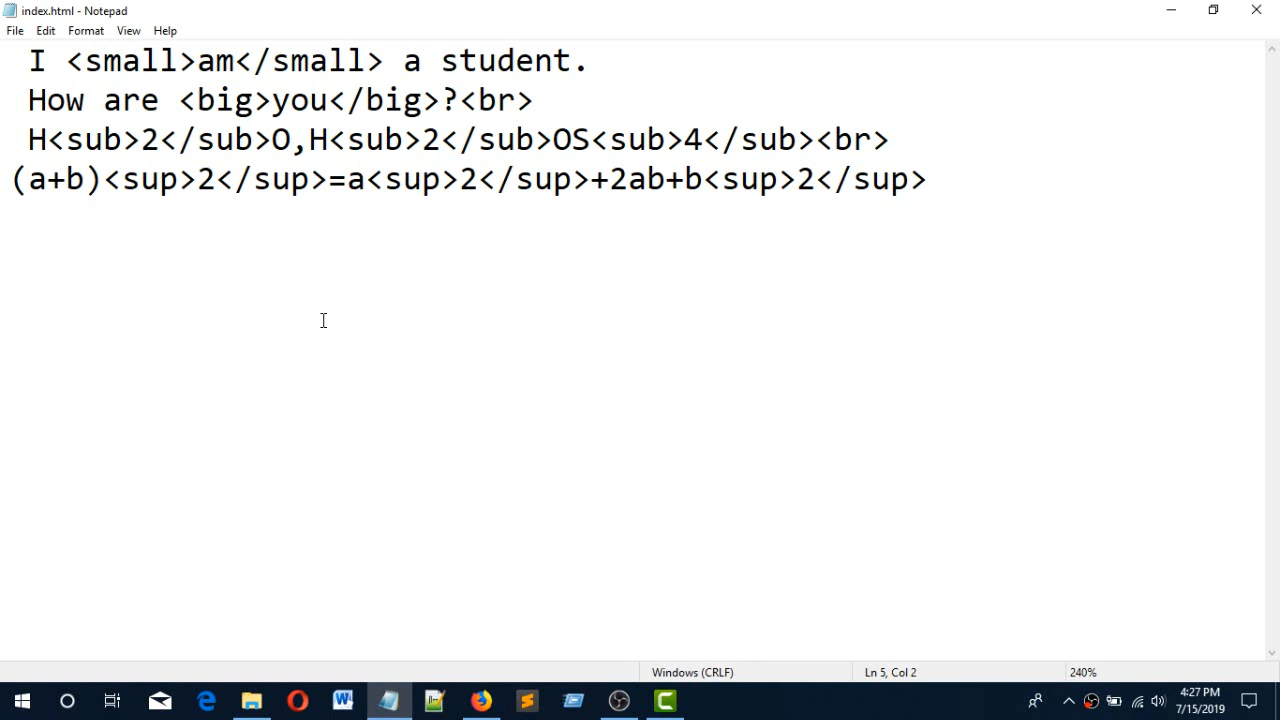 index.html - Notepad
File Edit Format View Help
I <small>am</small> a student.
How are <big>you</big>?<br>
H<sub>2</sub>O,H<sub>2</sub>OS<sub>4</sub><br>
(a+b)<sup>2</sup>=a<sup>2</sup>+2ab+b<sup>2</sup>
Windows (CRLF) Ln 5, Col 2 240%
4:27 PM
7/15/2019